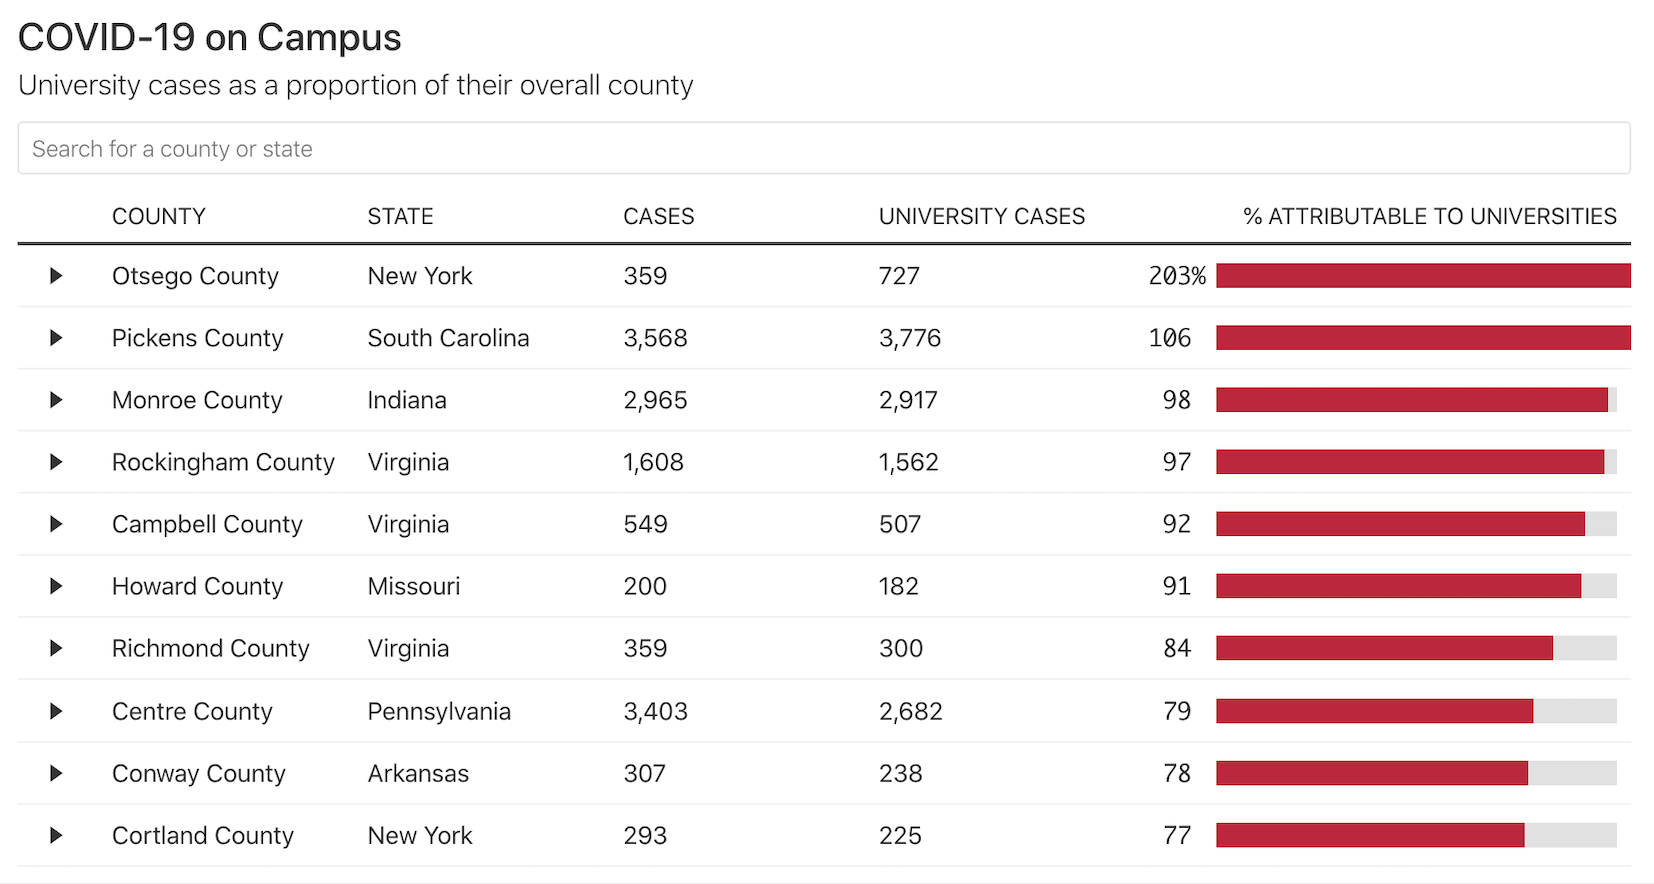 COVID-19 on Campus
University cases as a proportion of their overall county
Search for a county or state
COUNTY STATE CASES UNIVERSITY CASES % ATTRIBUTABLE TO UNIVERSITIES
Otsego County New York 359 727 203%
Pickens County South Carolina 3,568 3,776 106
Monroe County Indiana 2,965 2,917 98
Rockingham County Virginia 1,608 1,562 97
Campbell County Virginia 549 507 92
Howard County Missouri 200 182 91
Richmond County Virginia 359 300 84
Centre County Pennsylvania 3,403 2,682 79
Conway County Arkansas 307 238 78
Cortland County New York 293 225 77